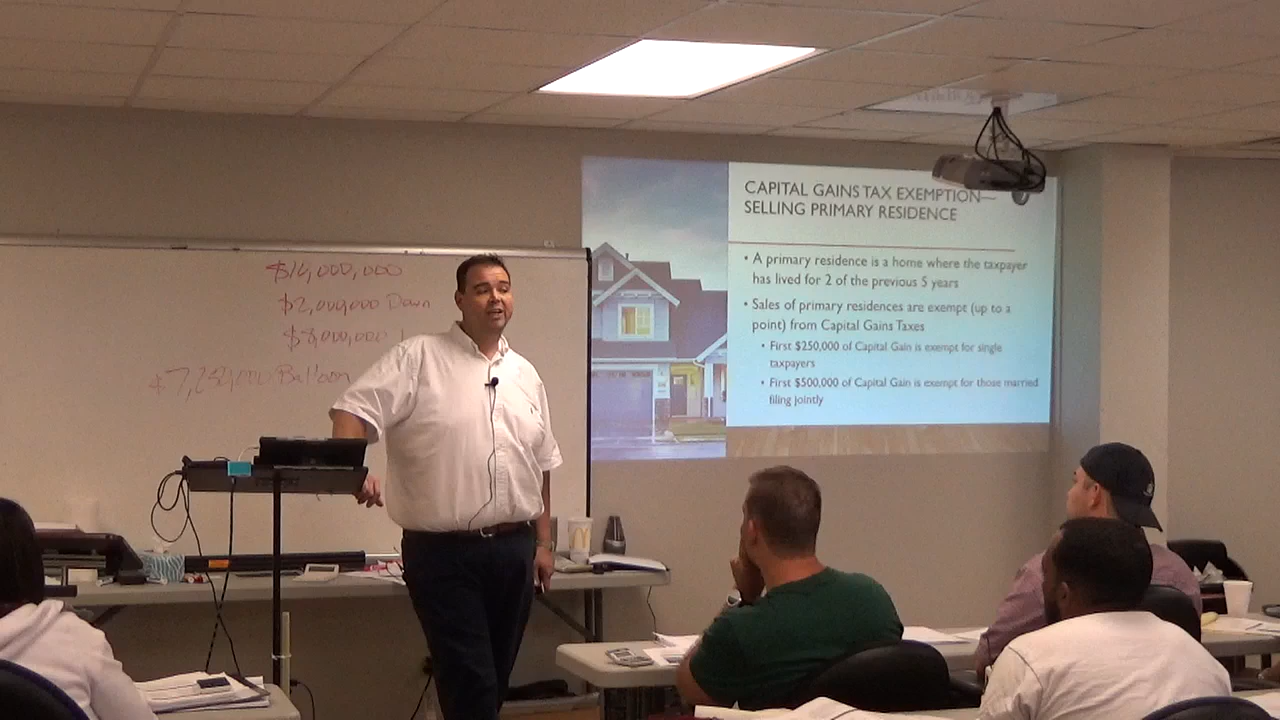 $14,000,000
$2,000,000 Down
$8,000,000
Balloon
CAPITAL GAINS TAX EXEMPTION—
SELLING PRIMARY RESIDENCE
• A primary residence is a home where the taxpayer
has lived for 2 of the previous 5 years
• Sales of primary residences are exempt (up to a
point) from Capital Gains Taxes
• First $250,000 of Capital Gain is exempt for single
taxpayers
• First $500,000 of Capital Gain is exempt for those married
filing jointly